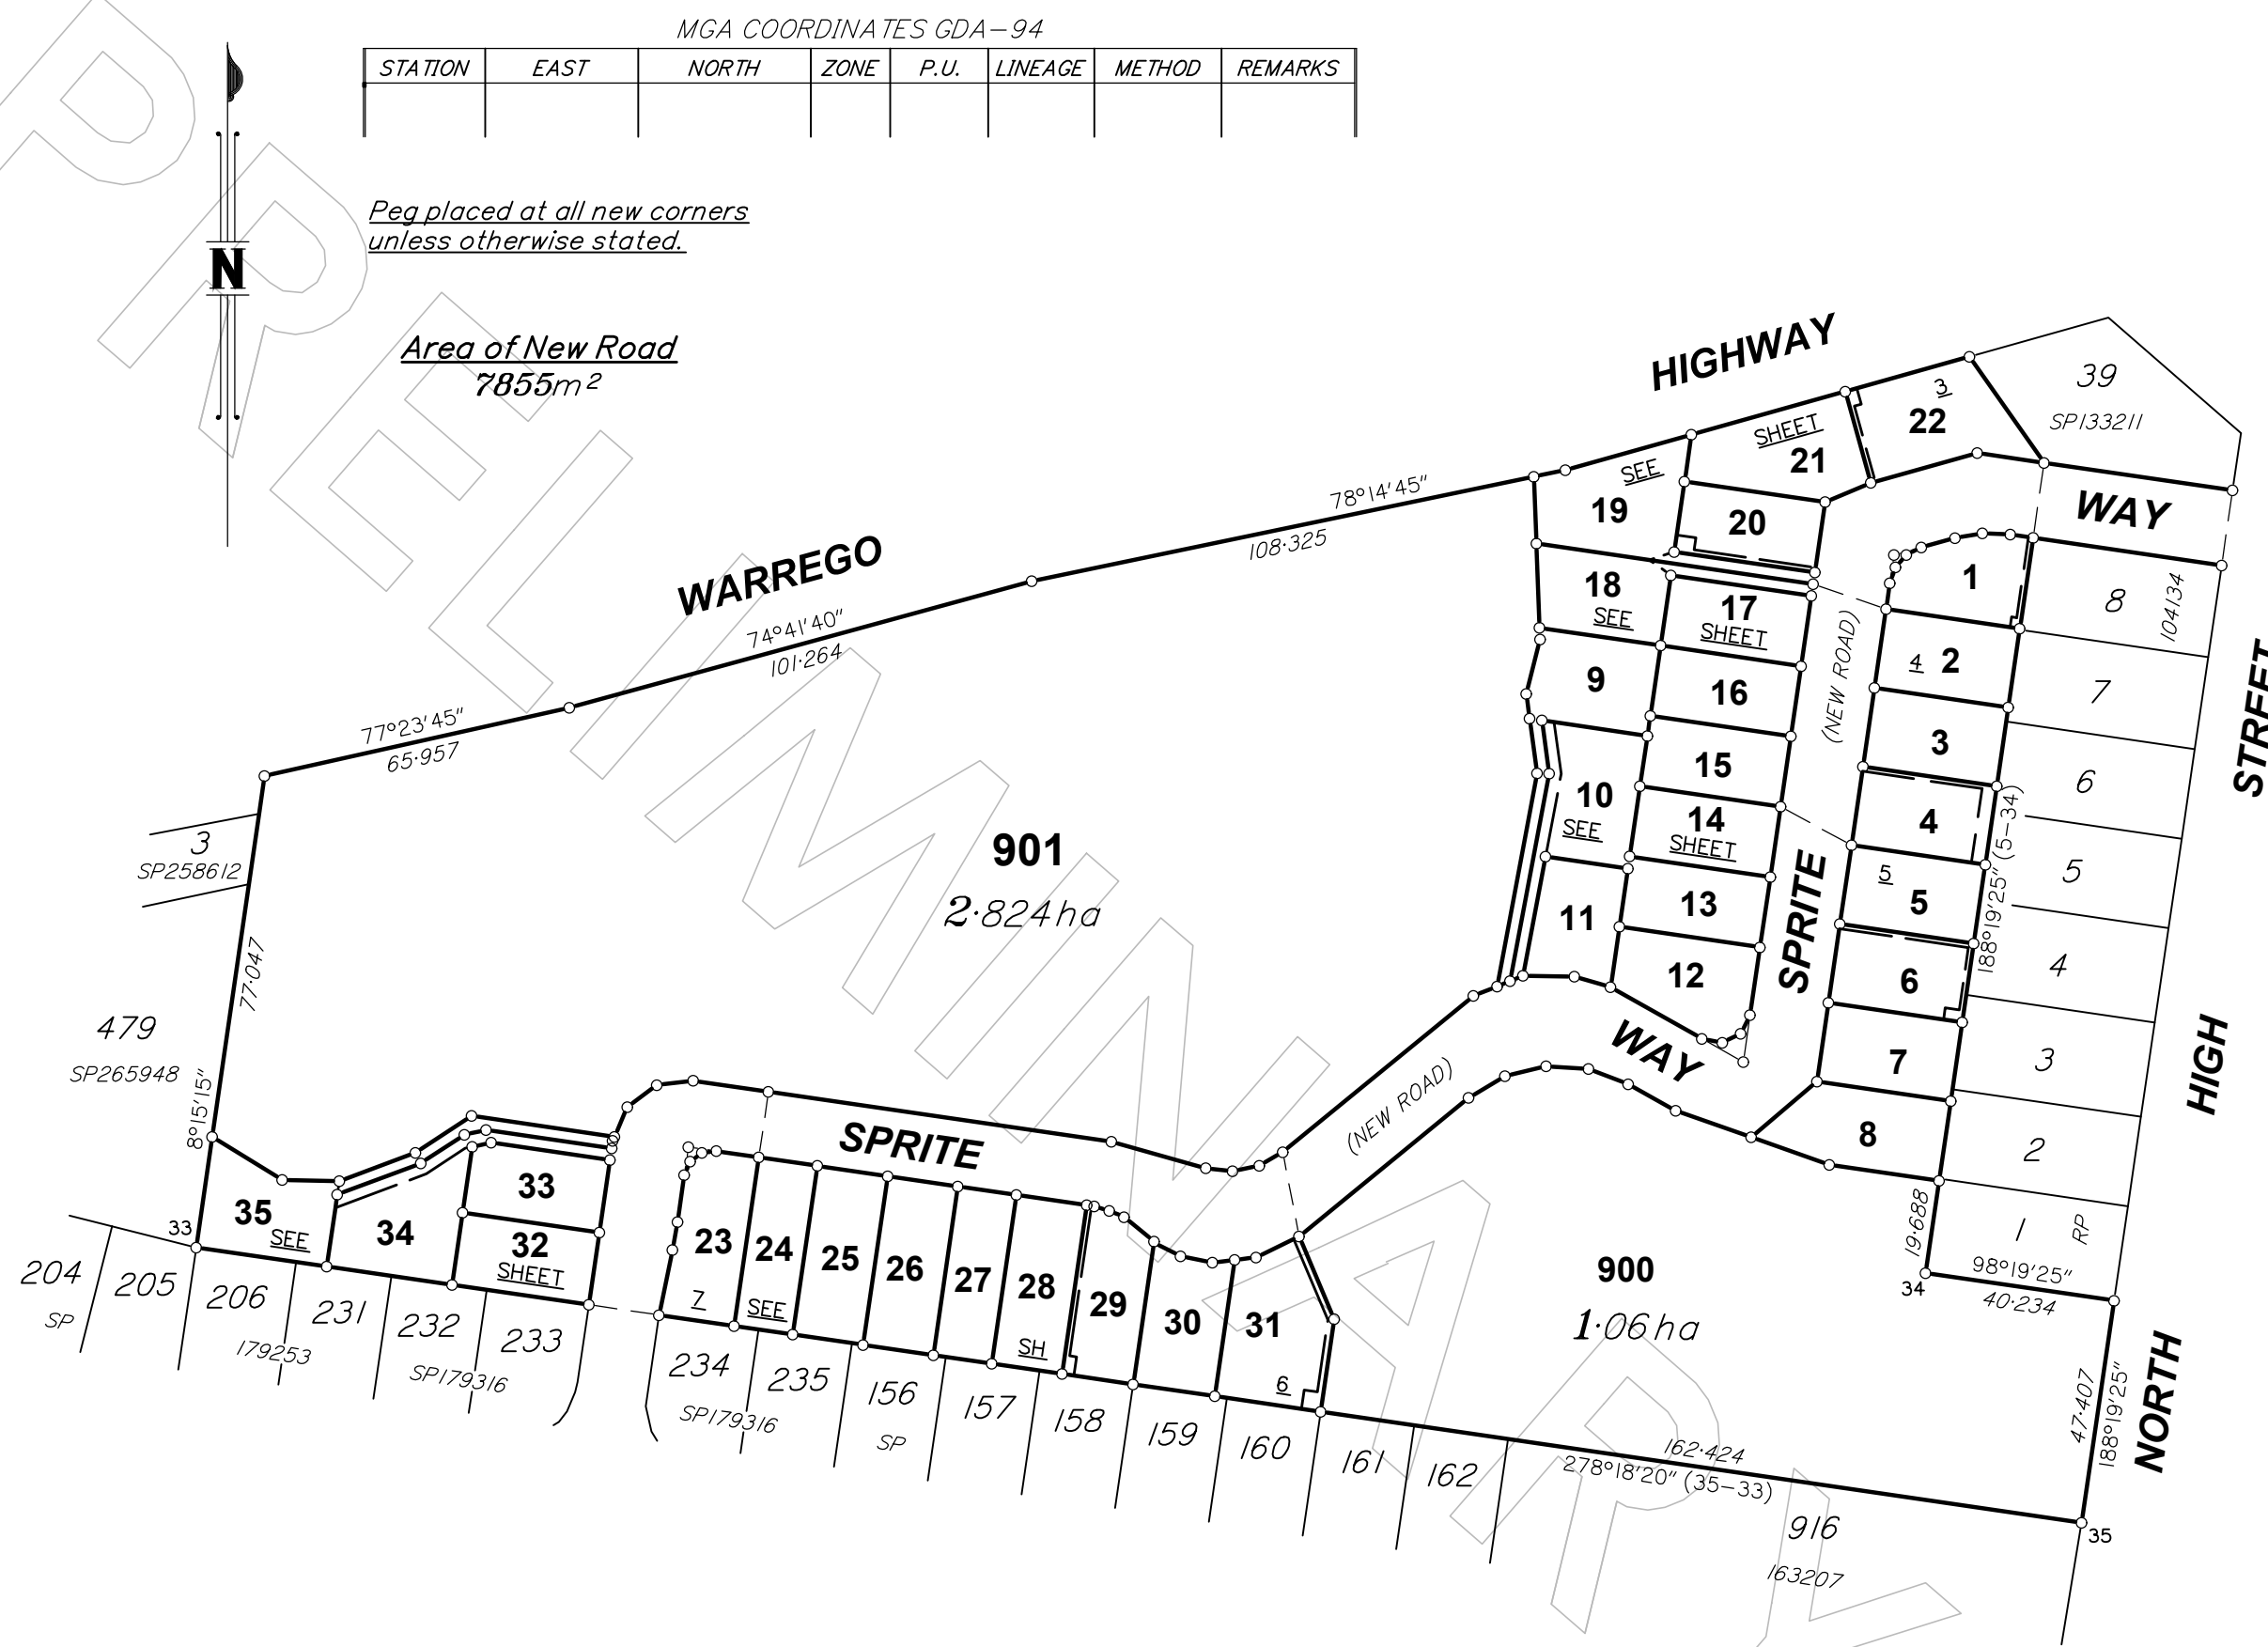 MGA COORDINATES GDA-94
STATION EAST NORTH ZONE P.U. LINEAGE METHOD REMARKS
N
Peg placed at all new corners
unless otherwise stated.
Area of New Road
7855m²
PRELIMINARY
WARREGO
HIGHWAY
77°23'45"
65·957
74°41'40"
101·264
78°14'45"
108·325
3
SP258612
77·047
8°15'15"
479
SP265948
901
2·824ha
39
SP133211
SEE
SHEET
3
19
21
22
20
WAY
18
SEE
17
SHEET
1
8
104134
9
16
(NEW ROAD)
4
2
7
15
3
6
10
SEE
14
SHEET
4
5
188°19'25" (5-34)
5
5
11
13
12
SPRITE
6
4
WAY
7
3
8
2
19·688
34
1
RP
98°19'25"
40·234
STREET
HIGH
NORTH
47·407
188°19'25"
35
(NEW ROAD)
900
1·06ha
SPRITE
33
35
SEE
34
33
32
SHEET
23
7
24
SEE
25
26
27
28
SH
29
30
31
6
204
SP
205
206
179253
231
232
SP179316
233
234
SP179316
235
156
SP
157
158
159
160
161
162
162·424
278°18'20" (35-33)
916
163207